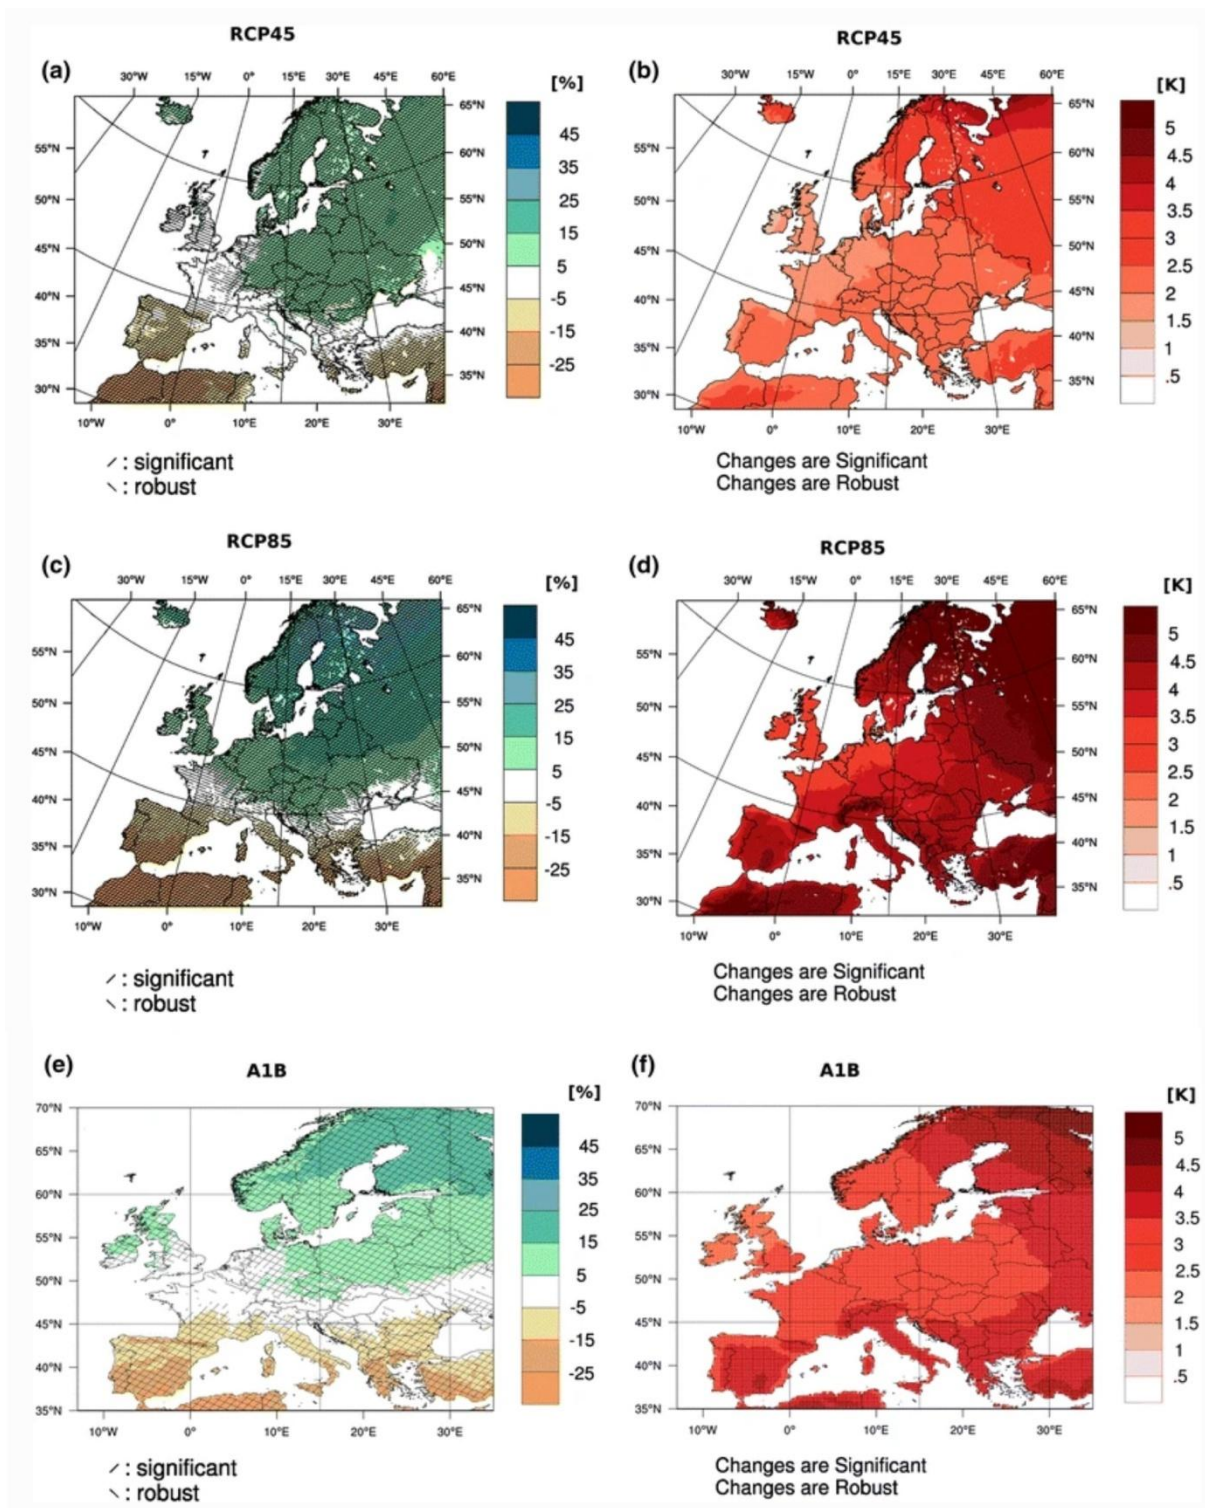 RCP45
RCP45
(a)
30°W 15°W 0° 15°E 30°E 45°E 60°E
[%]
65°N
60°N
55°N
50°N
45°N
40°N
35°N
55°N
50°N
45°N
40°N
35°N
30°N
45
35
25
15
5
-5
-15
-25
10°W 0° 10°E 20°E 30°E
: significant
: robust
(b)
30°W 15°W 0° 15°E 30°E 45°E 60°E
[K]
65°N
60°N
55°N
50°N
45°N
40°N
35°N
55°N
50°N
45°N
40°N
35°N
30°N
5
4.5
4
3.5
3
2.5
2
1.5
1
.5
10°W 0° 10°E 20°E 30°E
Changes are Significant
Changes are Robust
RCP85
RCP85
(c)
30°W 15°W 0° 15°E 30°E 45°E 60°E
[%]
65°N
60°N
55°N
50°N
45°N
40°N
35°N
55°N
50°N
45°N
40°N
35°N
30°N
45
35
25
15
5
-5
-15
-25
10°W 0° 10°E 20°E 30°E
: significant
: robust
(d)
30°W 15°W 0° 15°E 30°E 45°E 60°E
[K]
65°N
60°N
55°N
50°N
45°N
40°N
35°N
55°N
50°N
45°N
40°N
35°N
30°N
5
4.5
4
3.5
3
2.5
2
1.5
1
.5
10°W 0° 10°E 20°E 30°E
Changes are Significant
Changes are Robust
(e)
A1B
[%]
70°N
65°N
60°N
55°N
50°N
45°N
40°N
35°N
45
35
25
15
5
-5
-15
-25
10°W 0° 10°E 20°E 30°E
: significant
: robust
(f)
A1B
[K]
70°N
65°N
60°N
55°N
50°N
45°N
40°N
35°N
5
4.5
4
3.5
3
2.5
2
1.5
1
.5
10°W 0° 10°E 20°E 30°E
Changes are Significant
Changes are Robust